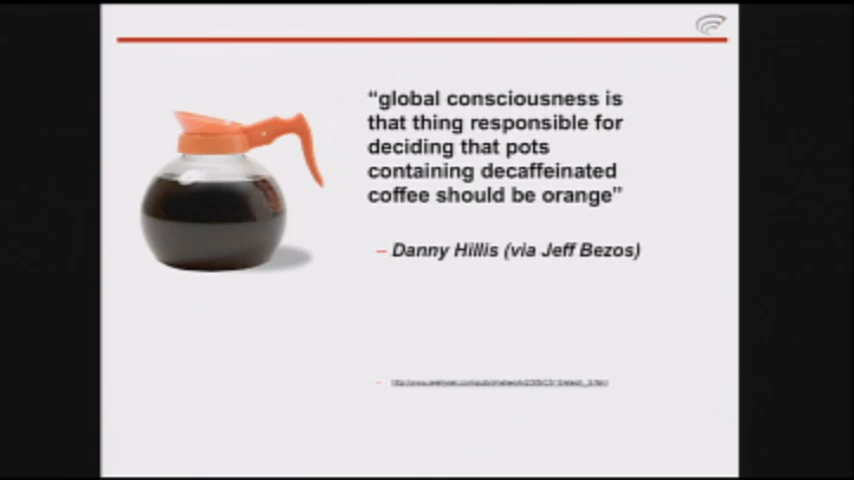 “global consciousness is
that thing responsible for
deciding that pots
containing decaffeinated
coffee should be orange”
– Danny Hillis (via Jeff Bezos)